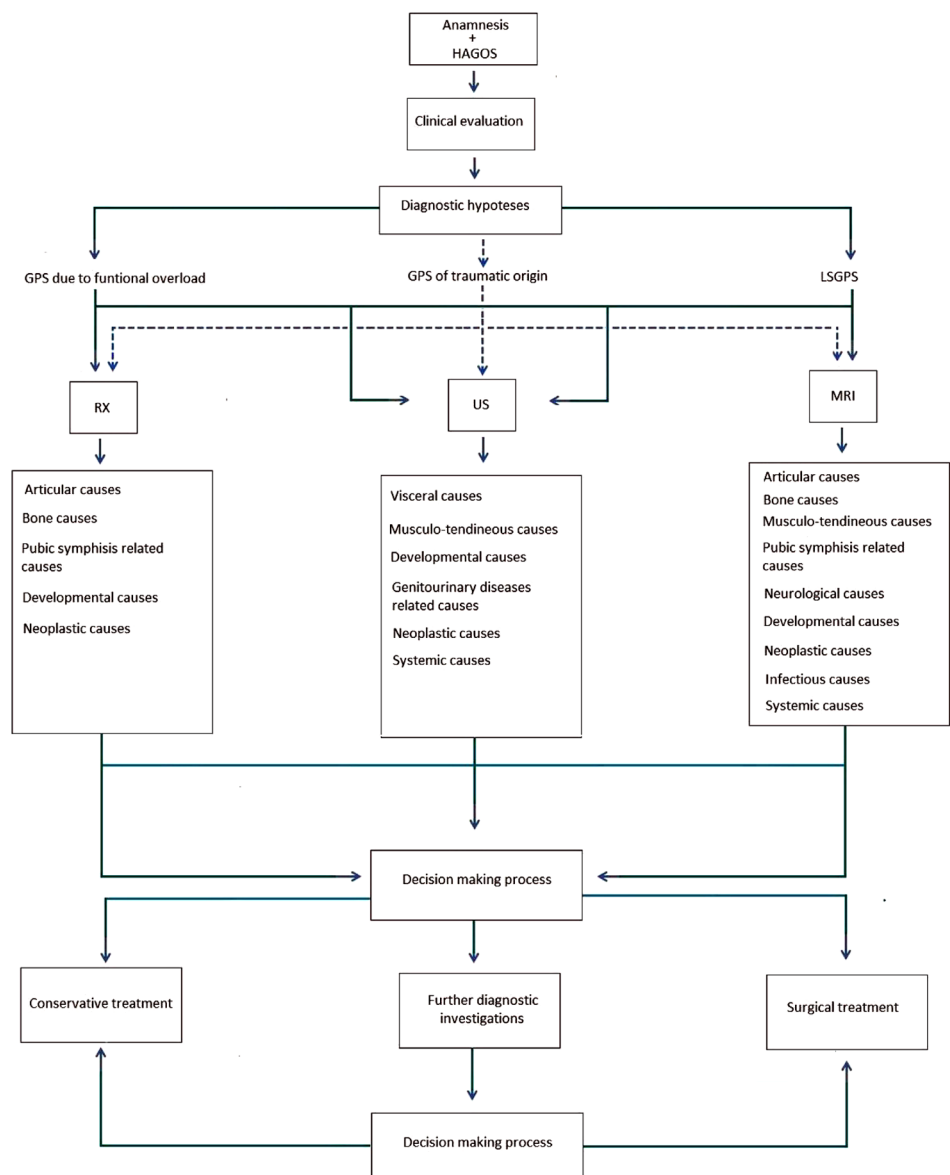 Anamnesis
+
HAGOS
Clinical evaluation
Diagnostic hypoteses
GPS due to funtional overload
GPS of traumatic origin
LSGPS
RX
US
MRI
Articular causes
Bone causes
Pubic symphisis related
causes
Developmental causes
Neoplastic causes
Visceral causes
Musculo-tendineous causes
Developmental causes
Genitourinary diseases
related causes
Neoplastic causes
Systemic causes
Articular causes
Bone causes
Musculo-tendineous causes
Pubic symphisis related
causes
Neurological causes
Developmental causes
Neoplastic causes
Infectious causes
Systemic causes
Decision making process
Conservative treatment
Further diagnostic
investigations
Surgical treatment
Decision making process